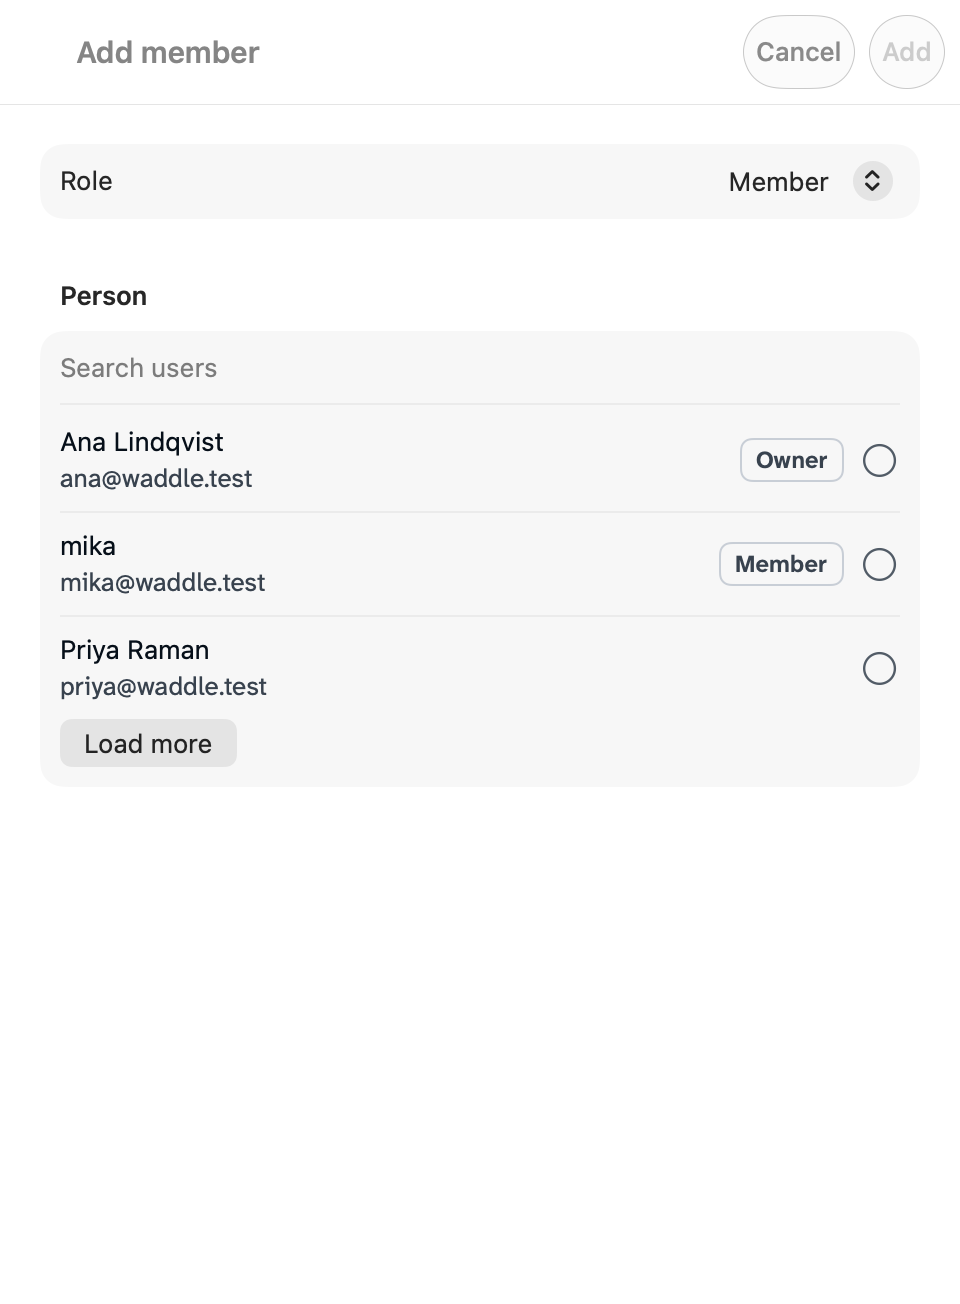 Add member
Cancel
Add
Role
Member
Person
Search users
Ana Lindqvist
ana@waddle.test
Owner
mika
mika@waddle.test
Member
Priya Raman
priya@waddle.test
Load more